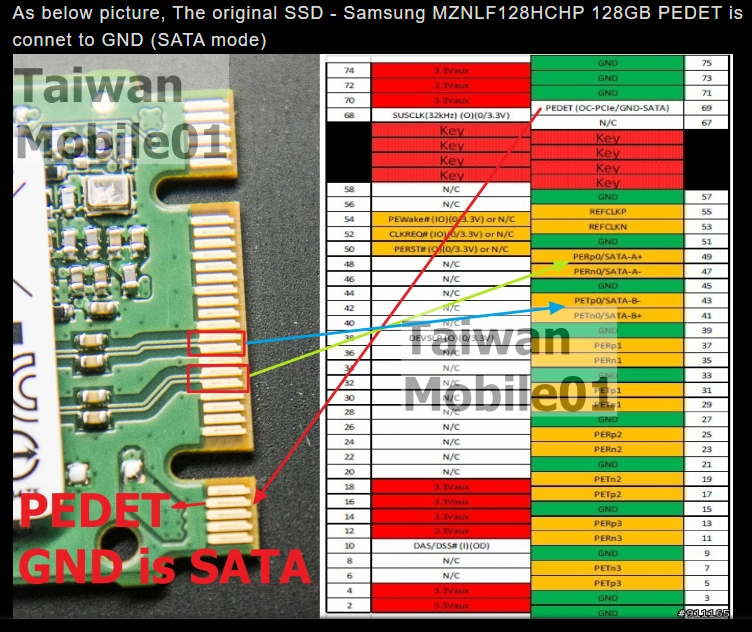 As below picture, The original SSD - Samsung MZNLF128HCHP 128GB PEDET is
connet to GND (SATA mode)
Taiwan
Mobile01
PEDET
GND is SATA
74 3.3Vaux
72 3.3Vaux
70 3.3Vaux
68 SUSCLK(32kHz) (O)(0/3.3V)
Key
Key
Key
Key
58 N/C
56 N/C
54 PEWake# (IO)(0/3.3V) or N/C
52 CLKREQ# (IO)(0/3.3V) or N/C
50 PERST# (O)(0/3.3V) or N/C
48 N/C
46 N/C
44 N/C
42 N/C
40 N/C
38 DEVSLP (O)(0/3.3V)
36 N/C
34 N/C
32 N/C
30 N/C
28 N/C
26 N/C
24 N/C
22 N/C
20 N/C
18 3.3Vaux
16 3.3Vaux
14 3.3Vaux
12 3.3Vaux
10 DAS/DSS# (I)(OD)
8 N/C
6 N/C
4 3.3Vaux
2 3.3Vaux
GND 75
GND 73
GND 71
PEDET (OC-PCIe/GND-SATA) 69
N/C 67
Key
Key
Key
Key
GND 57
REFCLKP 55
REFCLKN 53
GND 51
PERp0/SATA-A+ 49
PERn0/SATA-A- 47
GND 45
PETp0/SATA-B- 43
PETn0/SATA-B+ 41
GND 39
PERp1 37
PERn1 35
GND 33
PETp1 31
PETn1 29
GND 27
PERp2 25
PERn2 23
GND 21
PETn2 19
PETp2 17
GND 15
PERp3 13
PERn3 11
GND 9
PETn3 7
PETp3 5
GND 3
GND
Taiwan
Mobile01
#911165